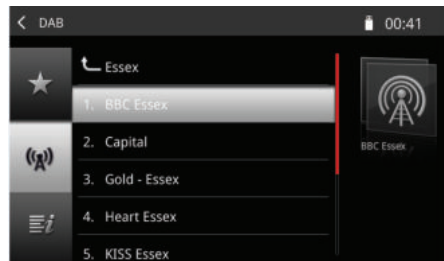 DAB
00:41
Essex
1. BBC Essex
2. Capital
3. Gold - Essex
4. Heart Essex
5. KISS Essex
BBC Essex